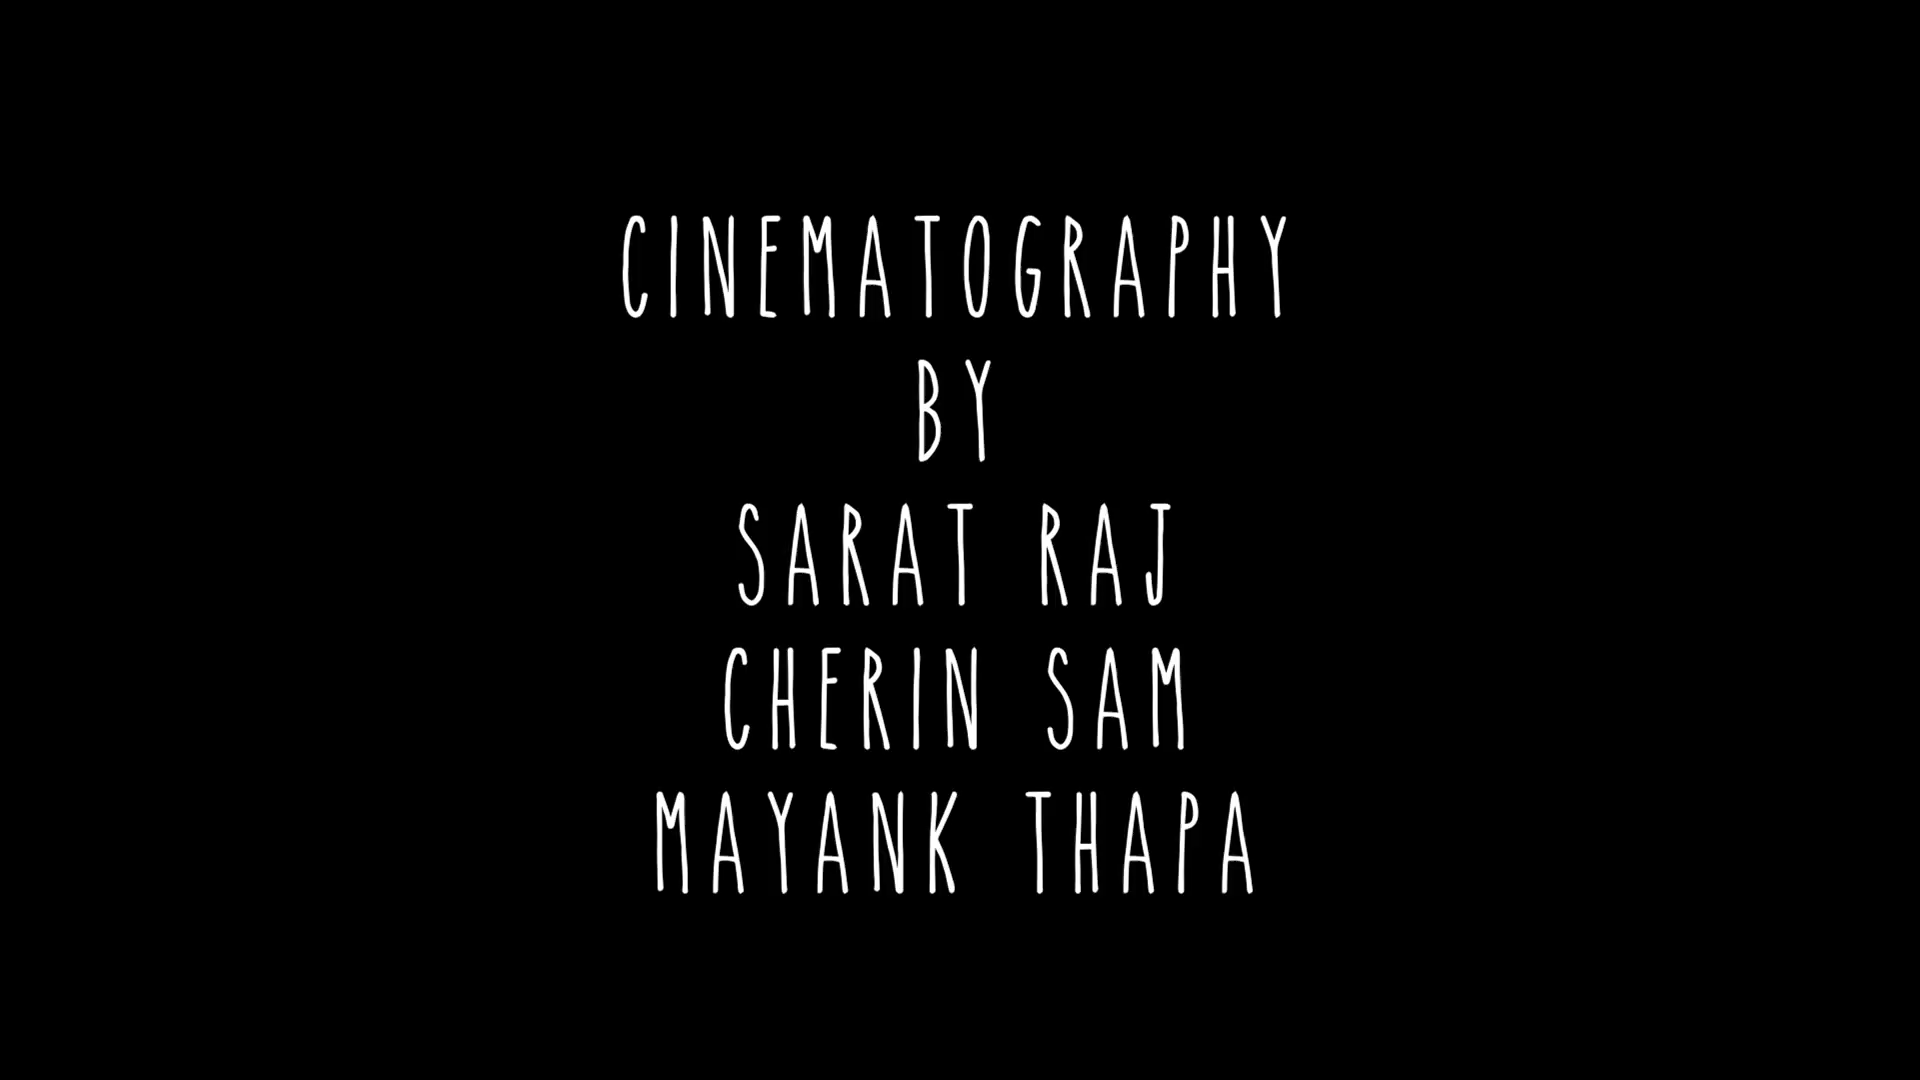 CINEMATOGRAPHY
BY
SARAT RAJ
CHERIN SAM
MAYANK THAPA